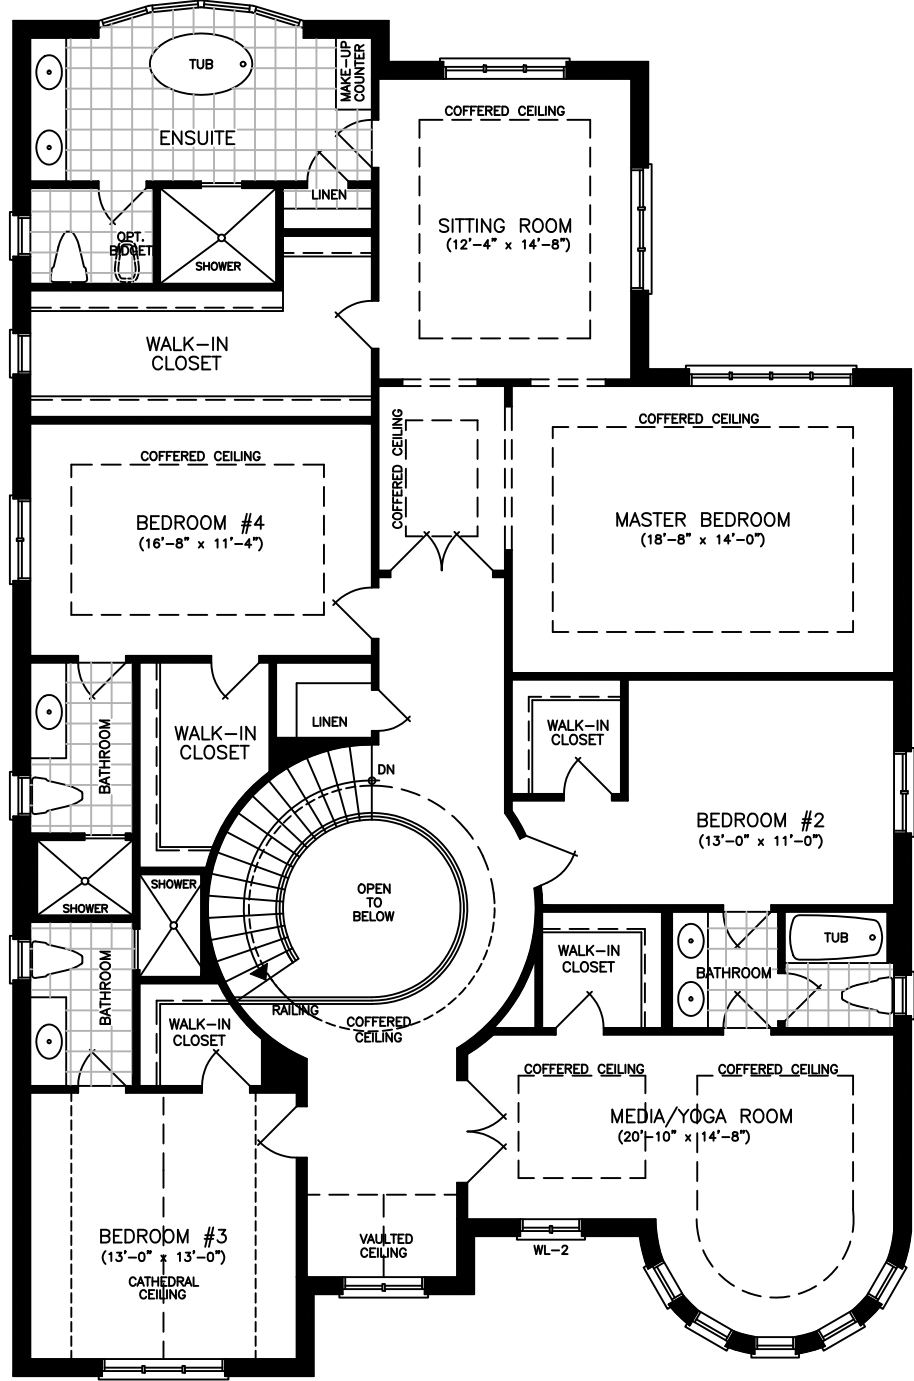 TUB
MAKE-UP
COUNTER
COFFERED CEILING
ENSUITE
LINEN
SITTING ROOM
(12'-4" x 14'-8")
OPT.
BIDGET
SHOWER
WALK-IN
CLOSET
COFFERED CEILING
COFFERED CEILING
COFFERED CEILING
BEDROOM #4
(16'-8" x 11'-4")
MASTER BEDROOM
(18'-8" x 14'-0")
LINEN
WALK-IN
CLOSET
WALK-IN
CLOSET
BATHROOM
DN
BEDROOM #2
(13'-0" x 11'-0")
SHOWER
OPEN
TO
BELOW
SHOWER
TUB
WALK-IN
CLOSET
BATHROOM
BATHROOM
RAILING
WALK-IN
CLOSET
COFFERED
CEILING
COFFERED CEILING
COFFERED CEILING
MEDIA/YOGA ROOM
(20'-10" x 14'-8")
BEDROOM #3
(13'-0" x 13'-0")
VAULTED
CEILING
WL-2
CATHEDRAL
CEILING